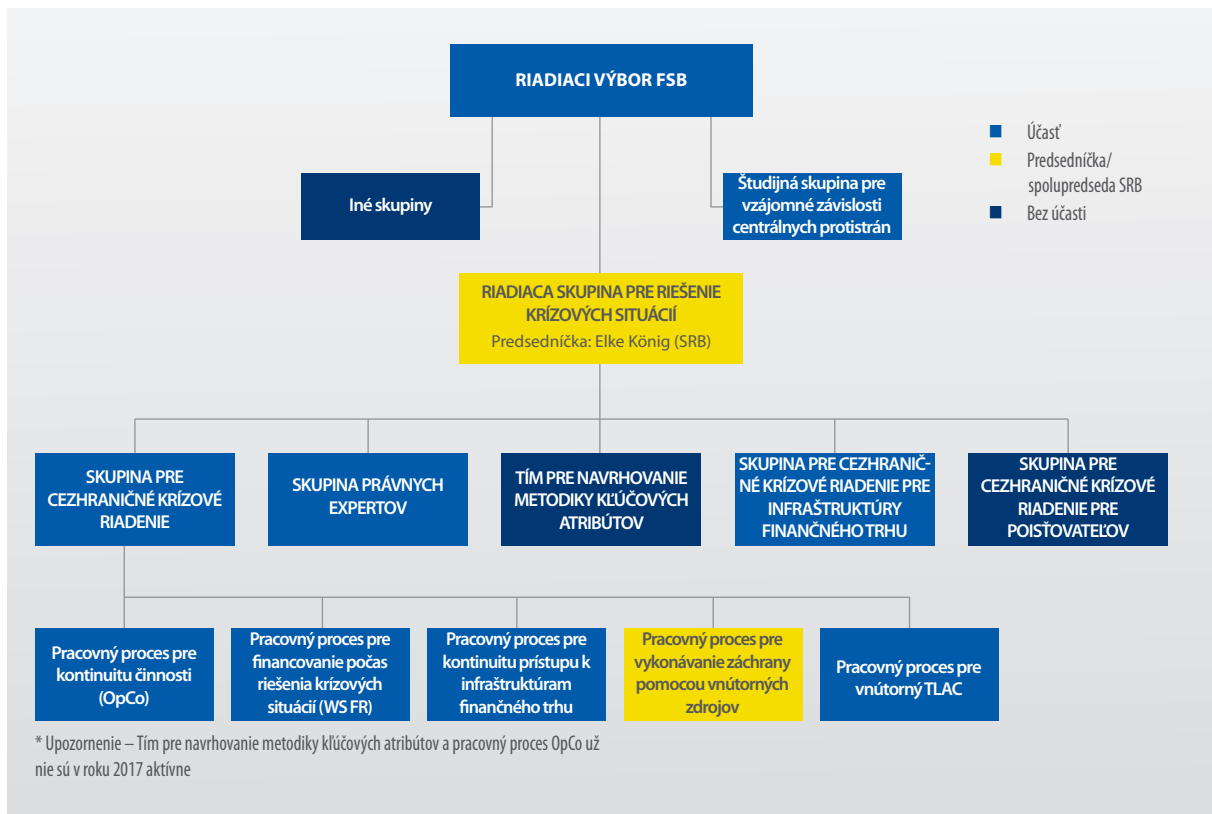 RIADIACI VÝBOR FSB
Účasť
Predsedníčka/
spolupredseda SRB
Bez účasti
Iné skupiny
Študijná skupina pre
vzájomné závislosti
centrálnych protistrán
RIADIACA SKUPINA PRE RIEŠENIE
KRÍZOVÝCH SITUÁCIÍ
Predsedníčka: Elke König (SRB)
SKUPINA PRE
CEZHRANIČNÉ KRÍZOVÉ
RIADENIE
SKUPINA PRÁVNYCH
EXPERTOV
TÍM PRE NAVRHOVANIE
METODIKY KĽÚČOVÝCH
ATRIBÚTOV
SKUPINA PRE CEZHRANIČ-
NÉ KRÍZOVÉ RIADENIE PRE
INFRAŠTRUKTÚRY
FINANČNÉHO TRHU
SKUPINA PRE
CEZHRANIČNÉ KRÍZOVÉ
RIADENIE PRE
POISŤOVATEĽOV
Pracovný proces pre
kontinuitu činnosti
(OpCo)
Pracovný proces pre
financovanie počas
riešenia krízových
situácií (WS FR)
Pracovný proces pre
kontinuitu prístupu k
infraštruktúram
finančného trhu
Pracovný proces pre
vykonávanie záchrany
pomocou vnútorných
zdrojov
Pracovný proces pre
vnútorný TLAC
* Upozornenie – Tím pre navrhovanie metodiky kľúčových atribútov a pracovný proces OpCo už
nie sú v roku 2017 aktívne